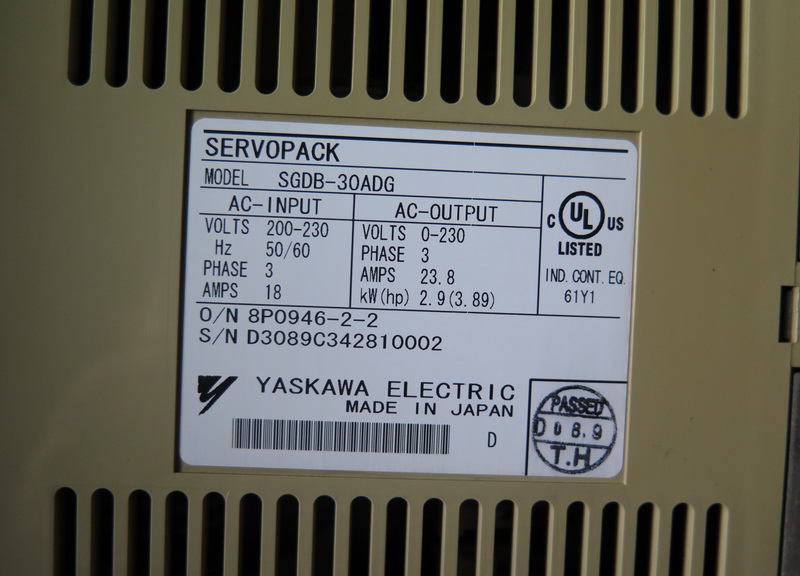 SERVOPACK
MODEL SGDB-30ADG
AC-INPUT
VOLTS 200-230
Hz 50/60
PHASE 3
AMPS 18
AC-OUTPUT
VOLTS 0-230
PHASE 3
AMPS 23.8
kW(hp) 2.9(3.89)
C UL US
LISTED
IND. CONT. EQ.
61Y1
O/N 8P0946-2-2
S/N D3089C342810002
YASKAWA ELECTRIC
MADE IN JAPAN
D
PASSED
D 08.9
T.H